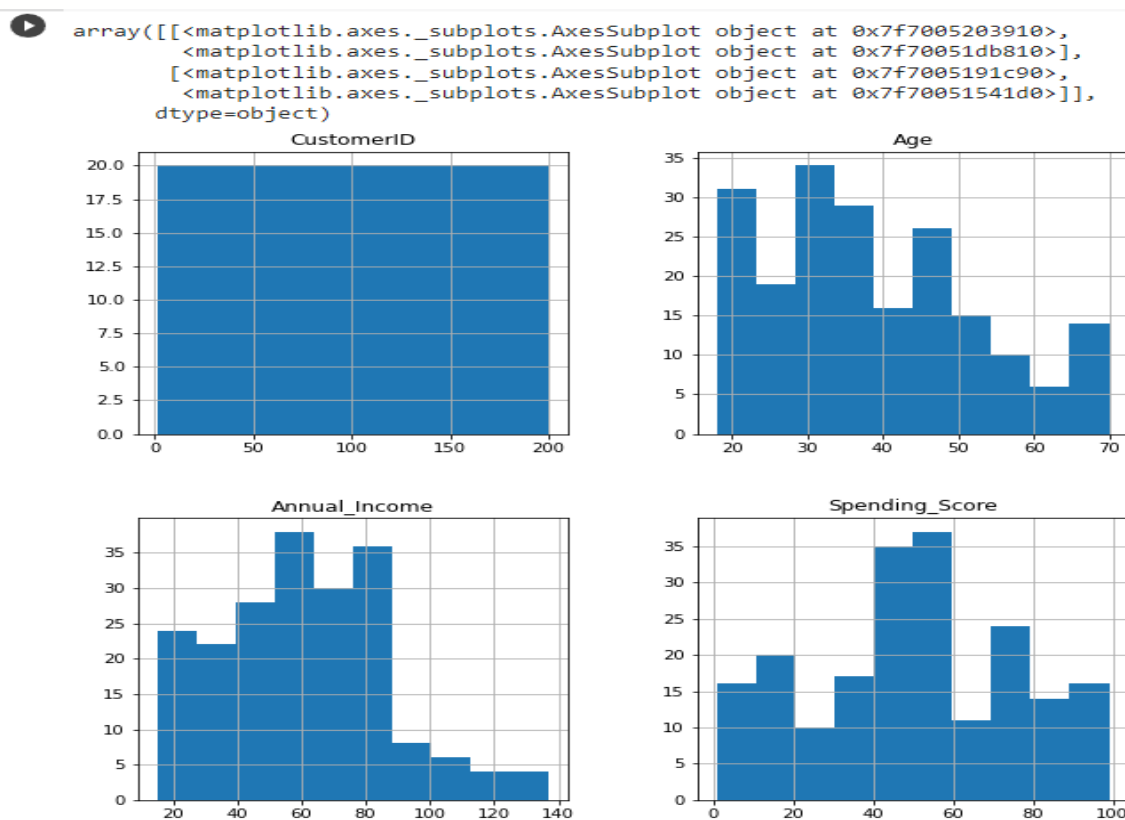 array([[<matplotlib.axes._subplots.AxesSubplot object at 0x7f7005203910>,
<matplotlib.axes._subplots.AxesSubplot object at 0x7f70051db810>],
[<matplotlib.axes._subplots.AxesSubplot object at 0x7f7005191c90>,
<matplotlib.axes._subplots.AxesSubplot object at 0x7f70051541d0>]],
dtype=object)
CustomerID
20.0
17.5
15.0
12.5
10.0
7.5
5.0
2.5
0.0
0 50 100 150 200
Age
35
30
25
20
15
10
5
0
20 30 40 50 60 70
Annual_Income
35
30
25
20
15
10
5
0
20 40 60 80 100 120 140
Spending_Score
35
30
25
20
15
10
5
0
0 20 40 60 80 100